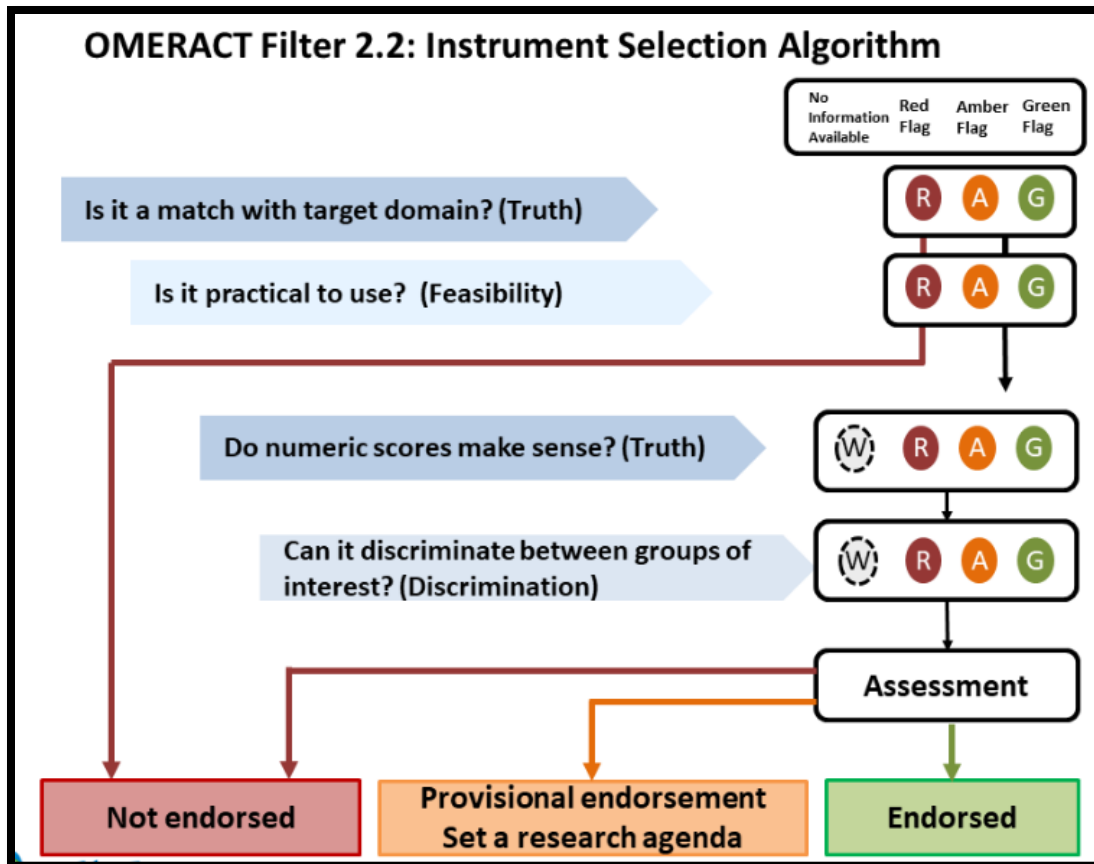 OMERACT Filter 2.2: Instrument Selection Algorithm
No
Information
Available
Red
Flag
Amber
Flag
Green
Flag
Is it a match with target domain? (Truth)
R A G
Is it practical to use? (Feasibility)
R A G
Do numeric scores make sense? (Truth)
W R A G
Can it discriminate between groups of
interest? (Discrimination)
W R A G
Assessment
Not endorsed
Provisional endorsement
Set a research agenda
Endorsed